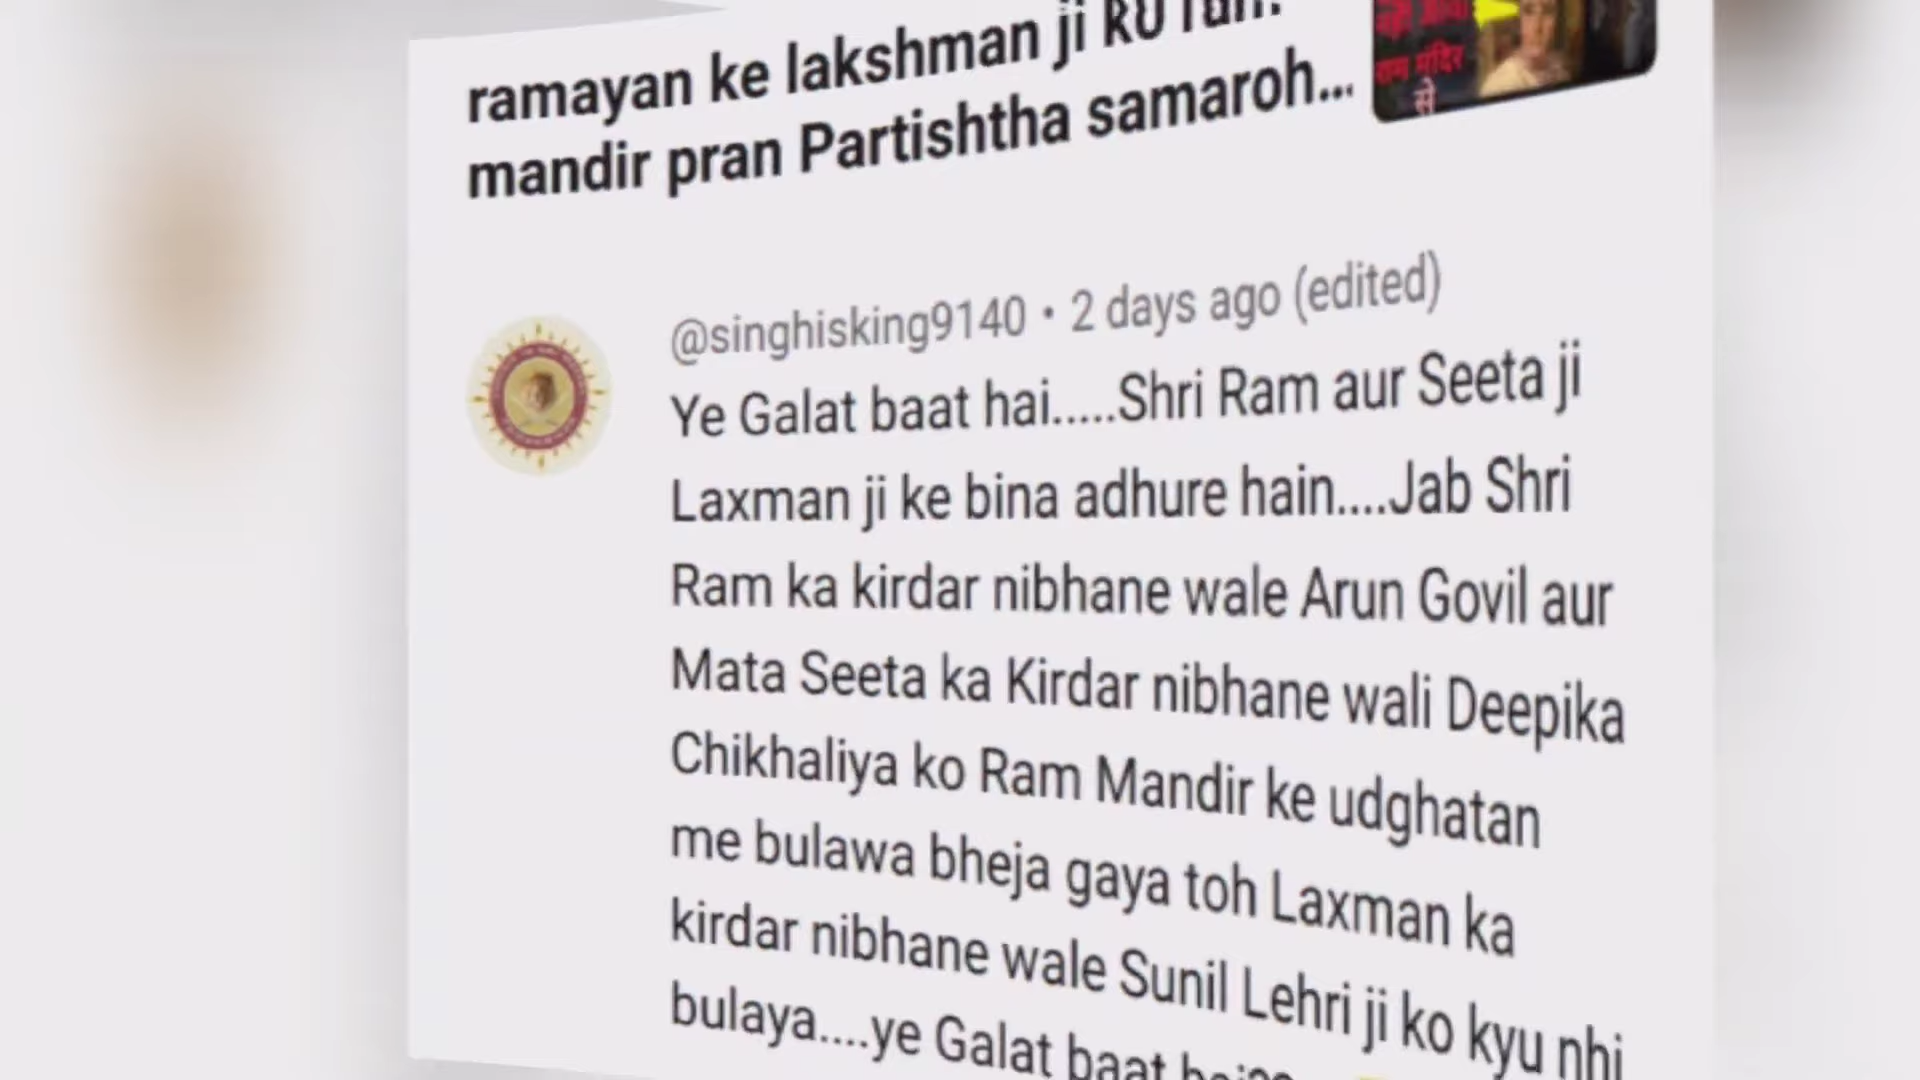 ramayan ke lakshman ji ko ram
mandir pran Partishtha samaroh...
राम मंदिर
से
@singhisking9140 • 2 days ago (edited)
Ye Galat baat hai.....Shri Ram aur Seeta ji
Laxman ji ke bina adhure hain....Jab Shri
Ram ka kirdar nibhane wale Arun Govil aur
Mata Seeta ka Kirdar nibhane wali Deepika
Chikhaliya ko Ram Mandir ke udghatan
me bulawa bheja gaya toh Laxman ka
kirdar nibhane wale Sunil Lehri ji ko kyu nhi
bulaya....ye Galat baat